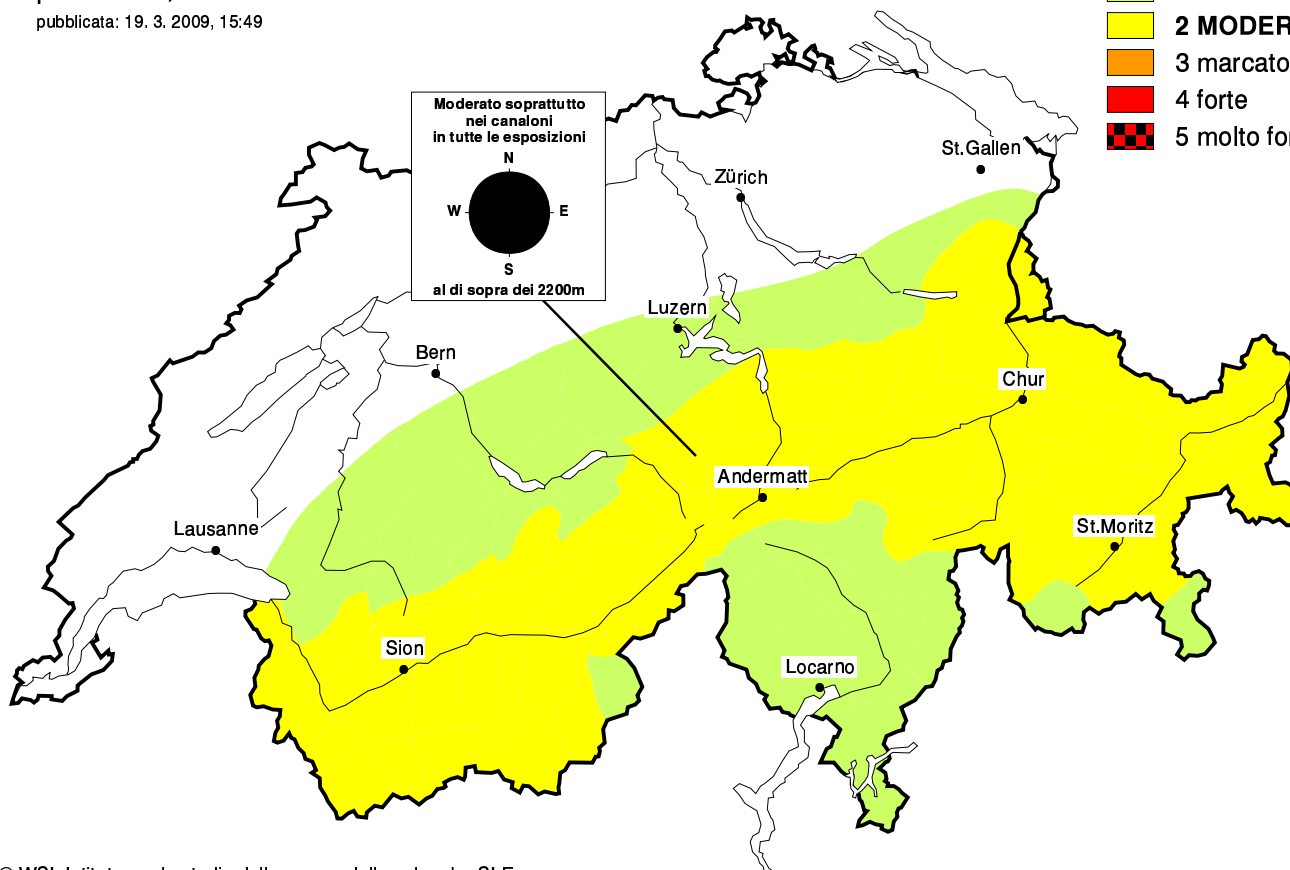 pubblicata: 19. 3. 2009, 15:49
2 MODER
3 marcato
4 forte
5 molto for
Moderato soprattutto
nei canaloni
in tutte le esposizioni
N
W E
S
al di sopra dei 2200m
St.Gallen
Zürich
Luzern
Bern
Chur
Andermatt
Lausanne
St.Moritz
Sion
Locarno